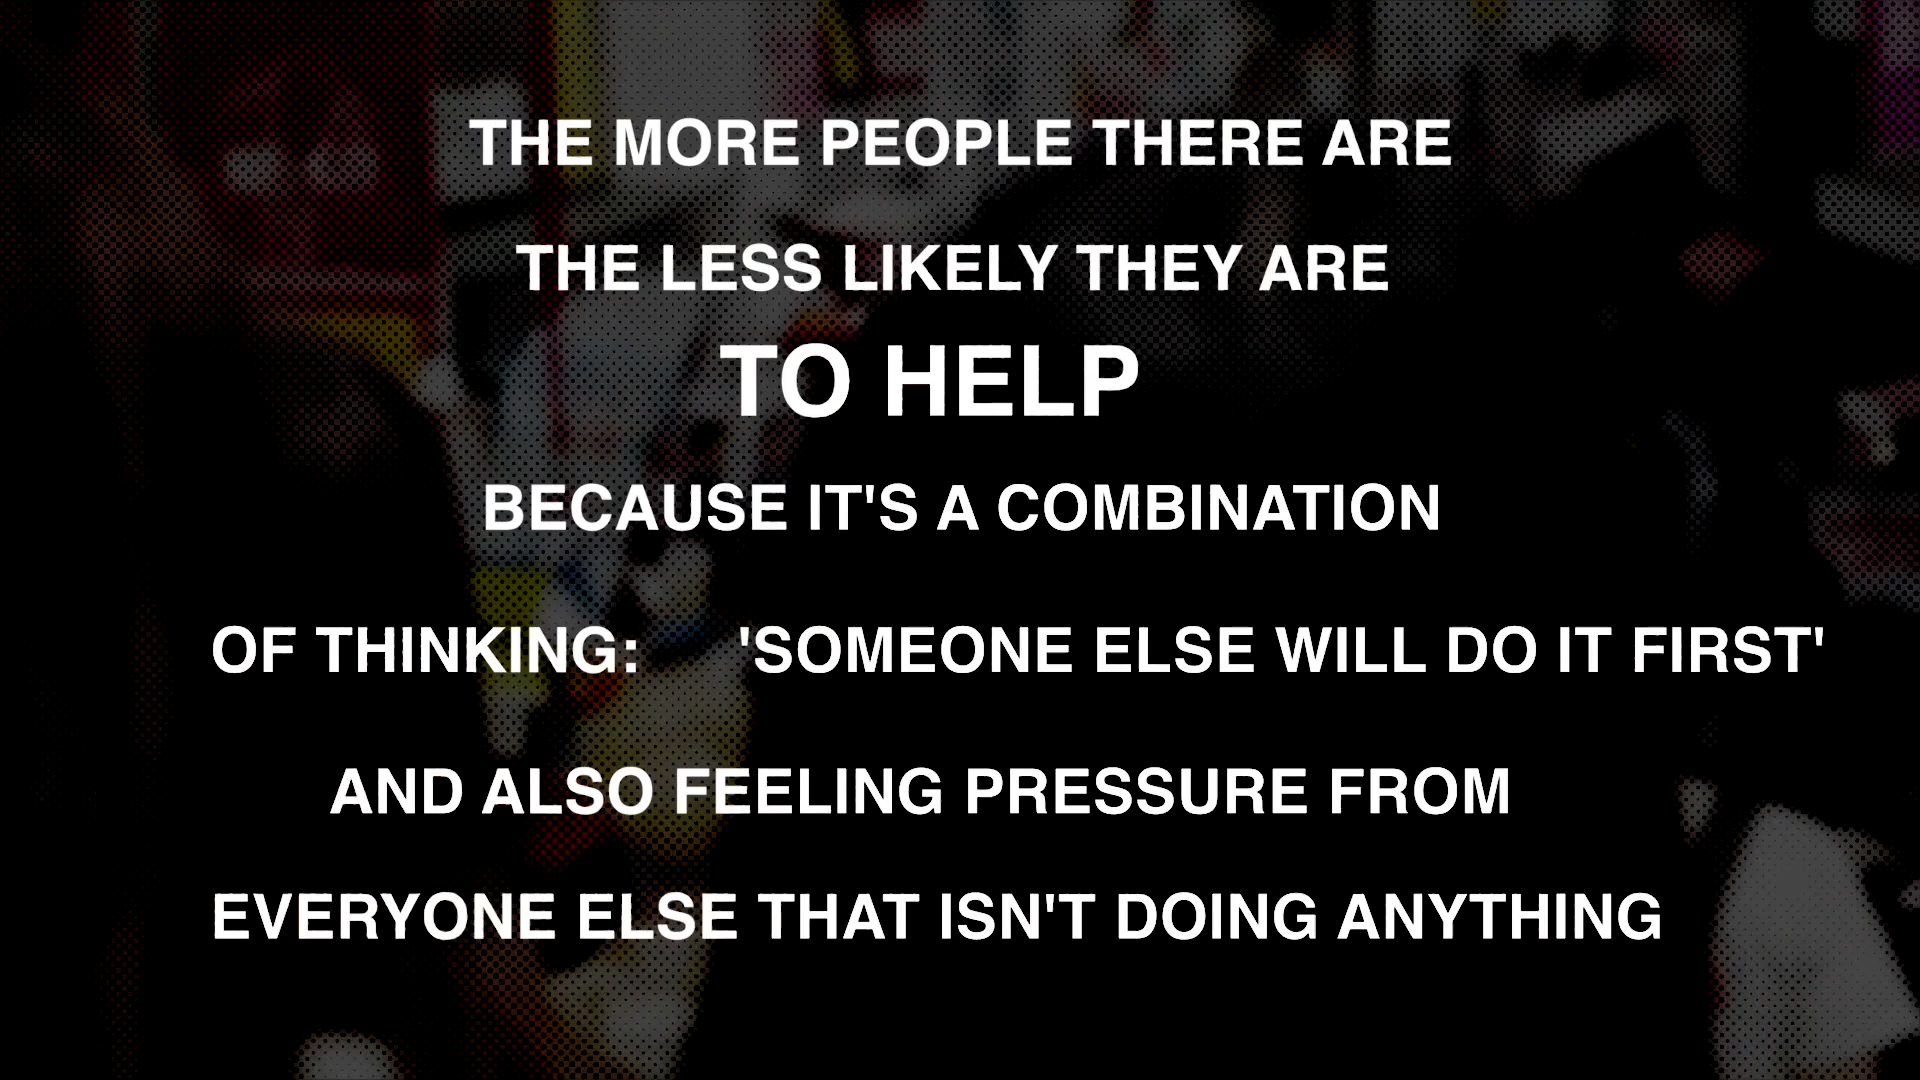 THE MORE PEOPLE THERE ARE
THE LESS LIKELY THEY ARE
TO HELP
BECAUSE IT'S A COMBINATION
OF THINKING: 'SOMEONE ELSE WILL DO IT FIRST'
AND ALSO FEELING PRESSURE FROM
EVERYONE ELSE THAT ISN'T DOING ANYTHING